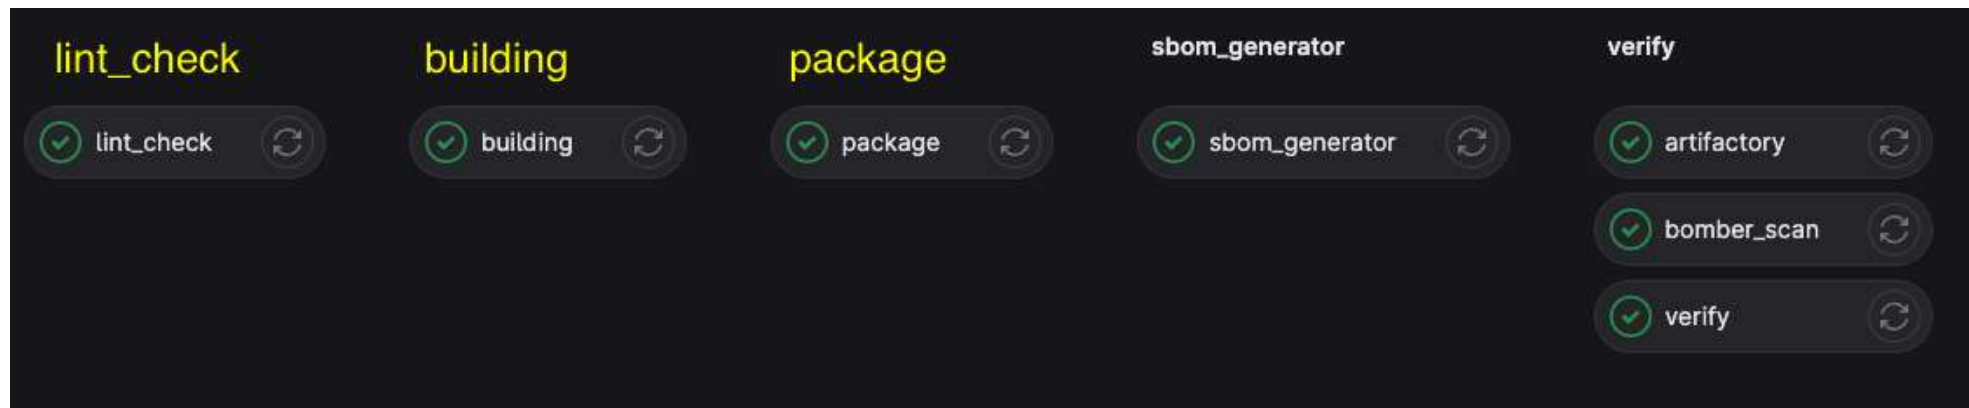 lint_check building package sbom_generator verify
lint_check building package sbom_generator artifactory
bomber_scan
verify